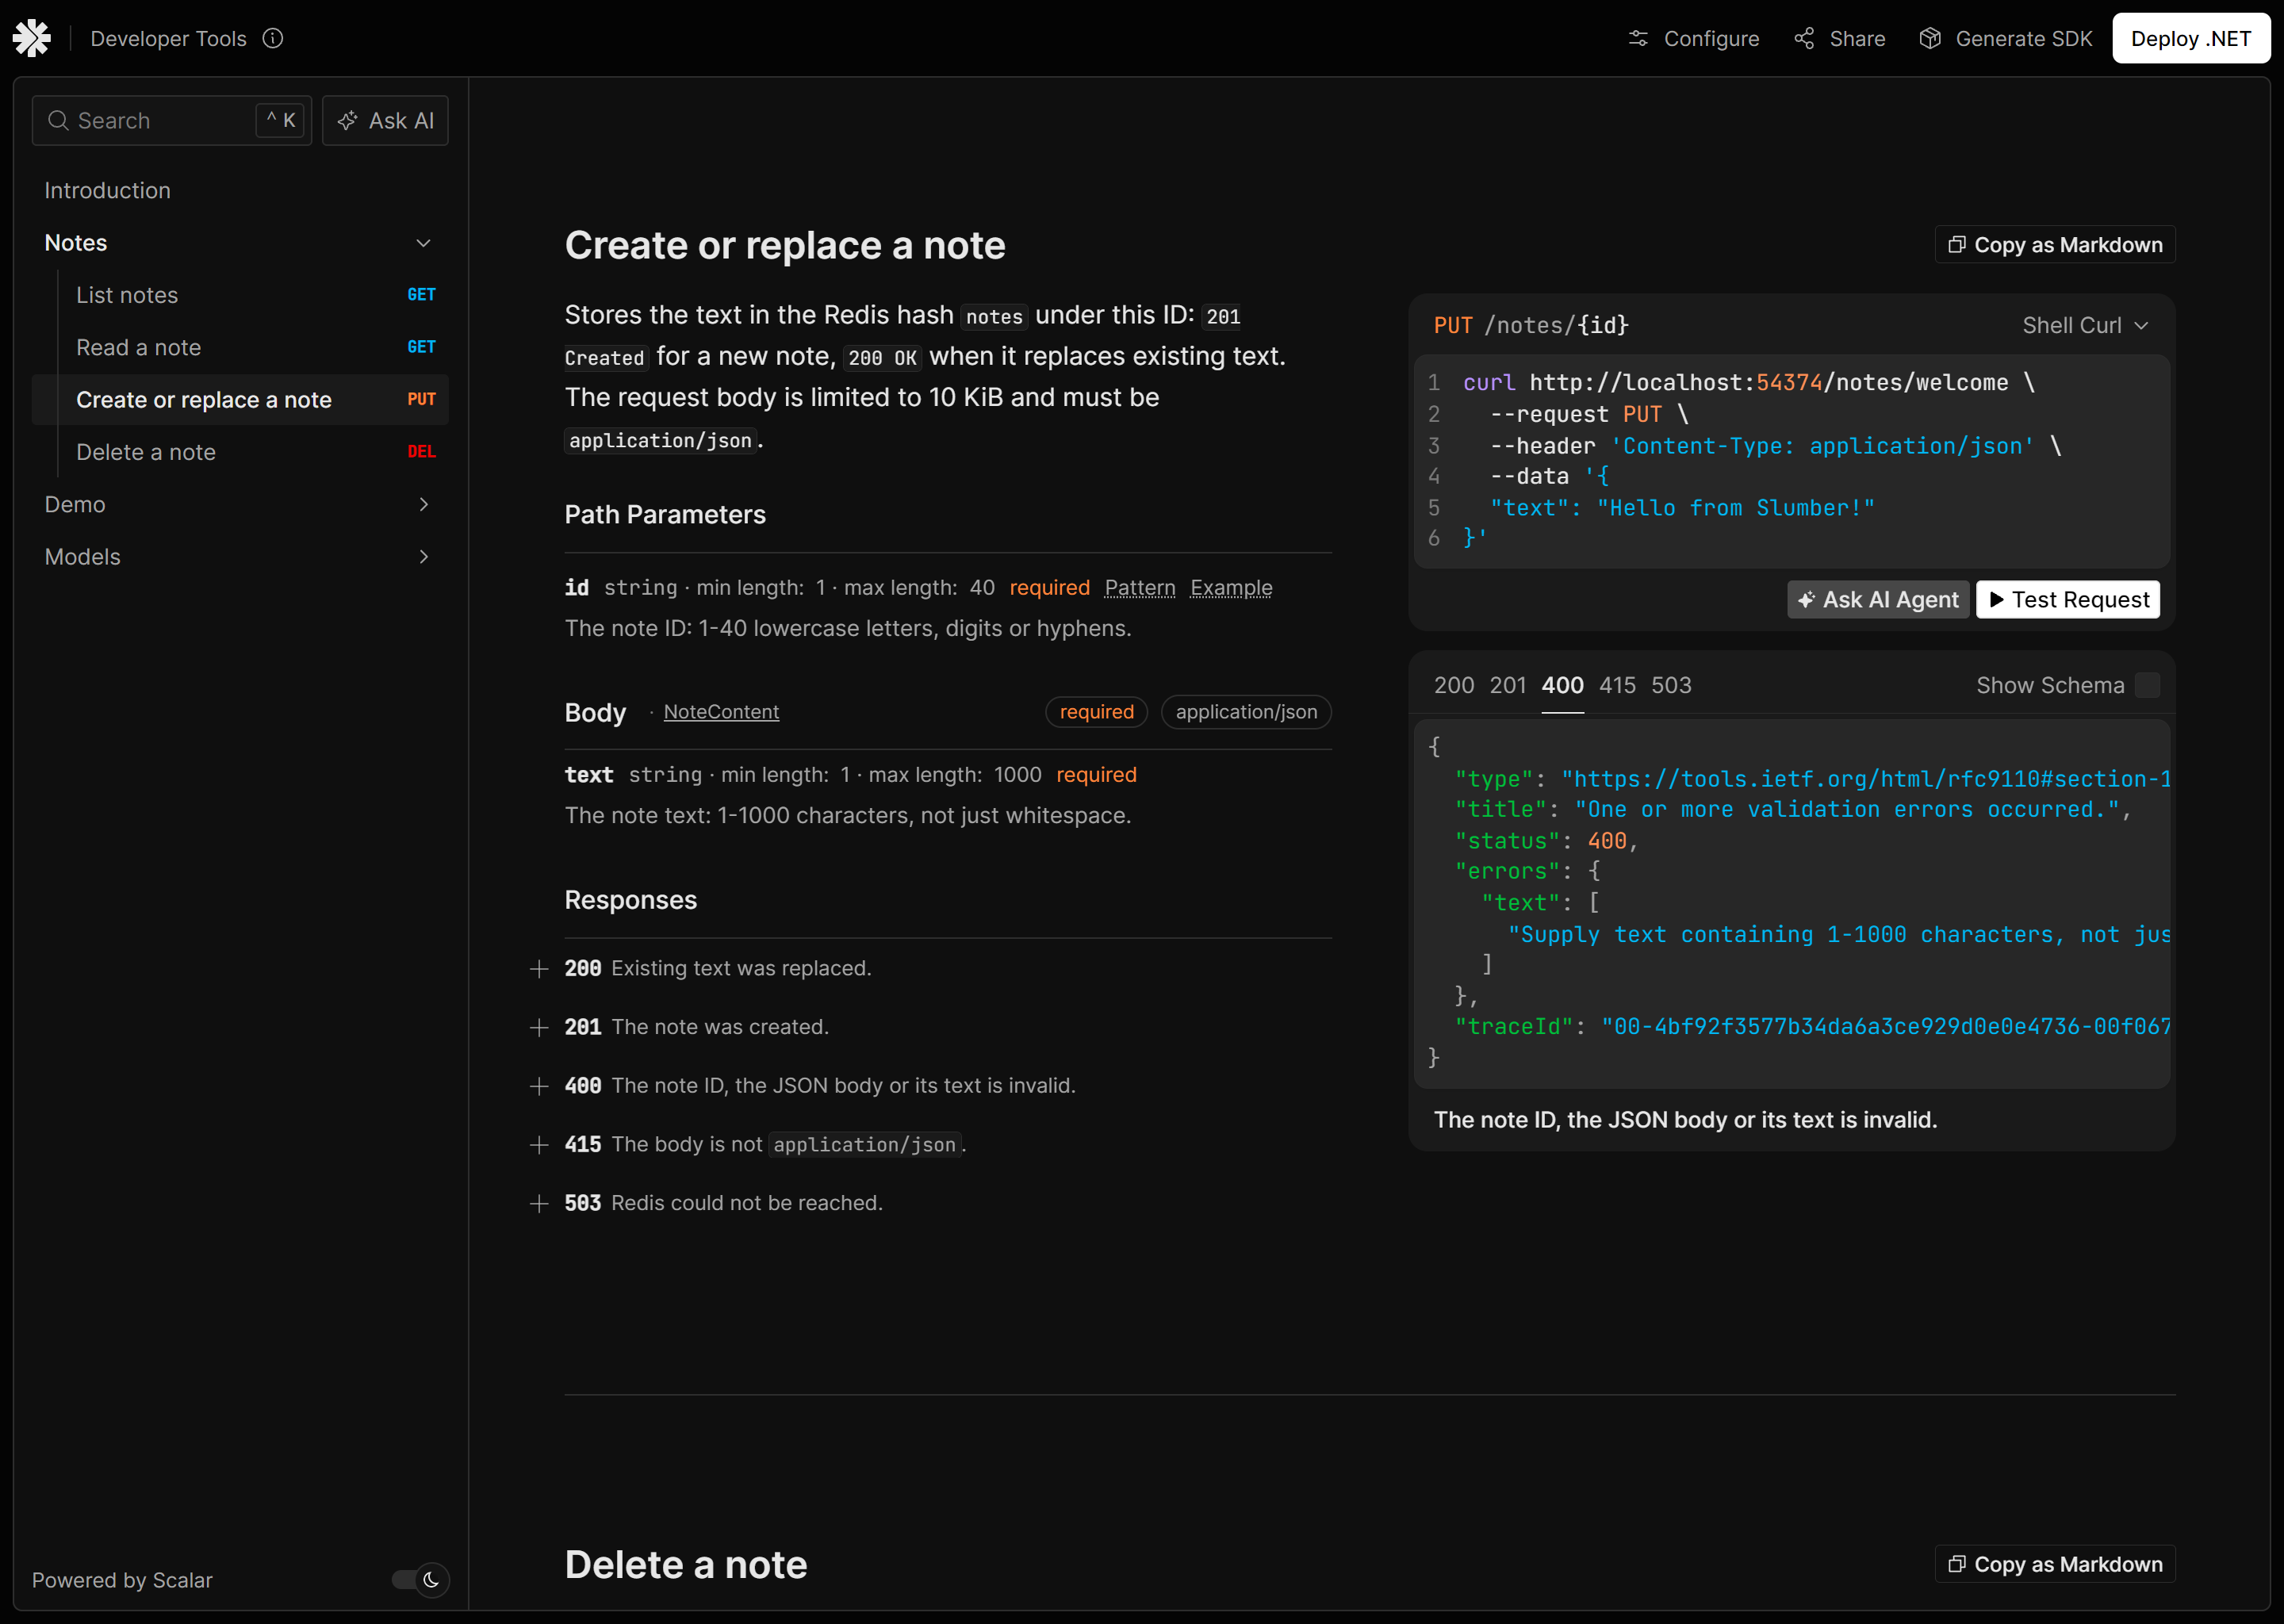 Developer Tools
Configure
Share
Generate SDK
Deploy .NET
Search
^ K
Ask AI
Introduction
Notes
List notes GET
Read a note GET
Create or replace a note PUT
Delete a note DEL
Demo
Models
Powered by Scalar
Create or replace a note
Copy as Markdown
Stores the text in the Redis hash notes under this ID: 201
Created for a new note, 200 OK when it replaces existing text.
The request body is limited to 10 KiB and must be
application/json.
Path Parameters
id string · min length: 1 · max length: 40 required Pattern Example
The note ID: 1-40 lowercase letters, digits or hyphens.
Body · NoteContent required application/json
text string · min length: 1 · max length: 1000 required
The note text: 1-1000 characters, not just whitespace.
Responses
200 Existing text was replaced.
201 The note was created.
400 The note ID, the JSON body or its text is invalid.
415 The body is not application/json.
503 Redis could not be reached.
PUT /notes/{id}
Shell Curl
1 curl http://localhost:54374/notes/welcome \
2 --request PUT \
3 --header 'Content-Type: application/json' \
4 --data '{
5 "text": "Hello from Slumber!"
6 }'
Ask AI Agent
Test Request
200 201 400 415 503
Show Schema
{
"type": "https://tools.ietf.org/html/rfc9110#section-1
"title": "One or more validation errors occurred.",
"status": 400,
"errors": {
"text": [
"Supply text containing 1-1000 characters, not jus
]
},
"traceId": "00-4bf92f3577b34da6a3ce929d0e0e4736-00f067
}
The note ID, the JSON body or its text is invalid.
Delete a note
Copy as Markdown